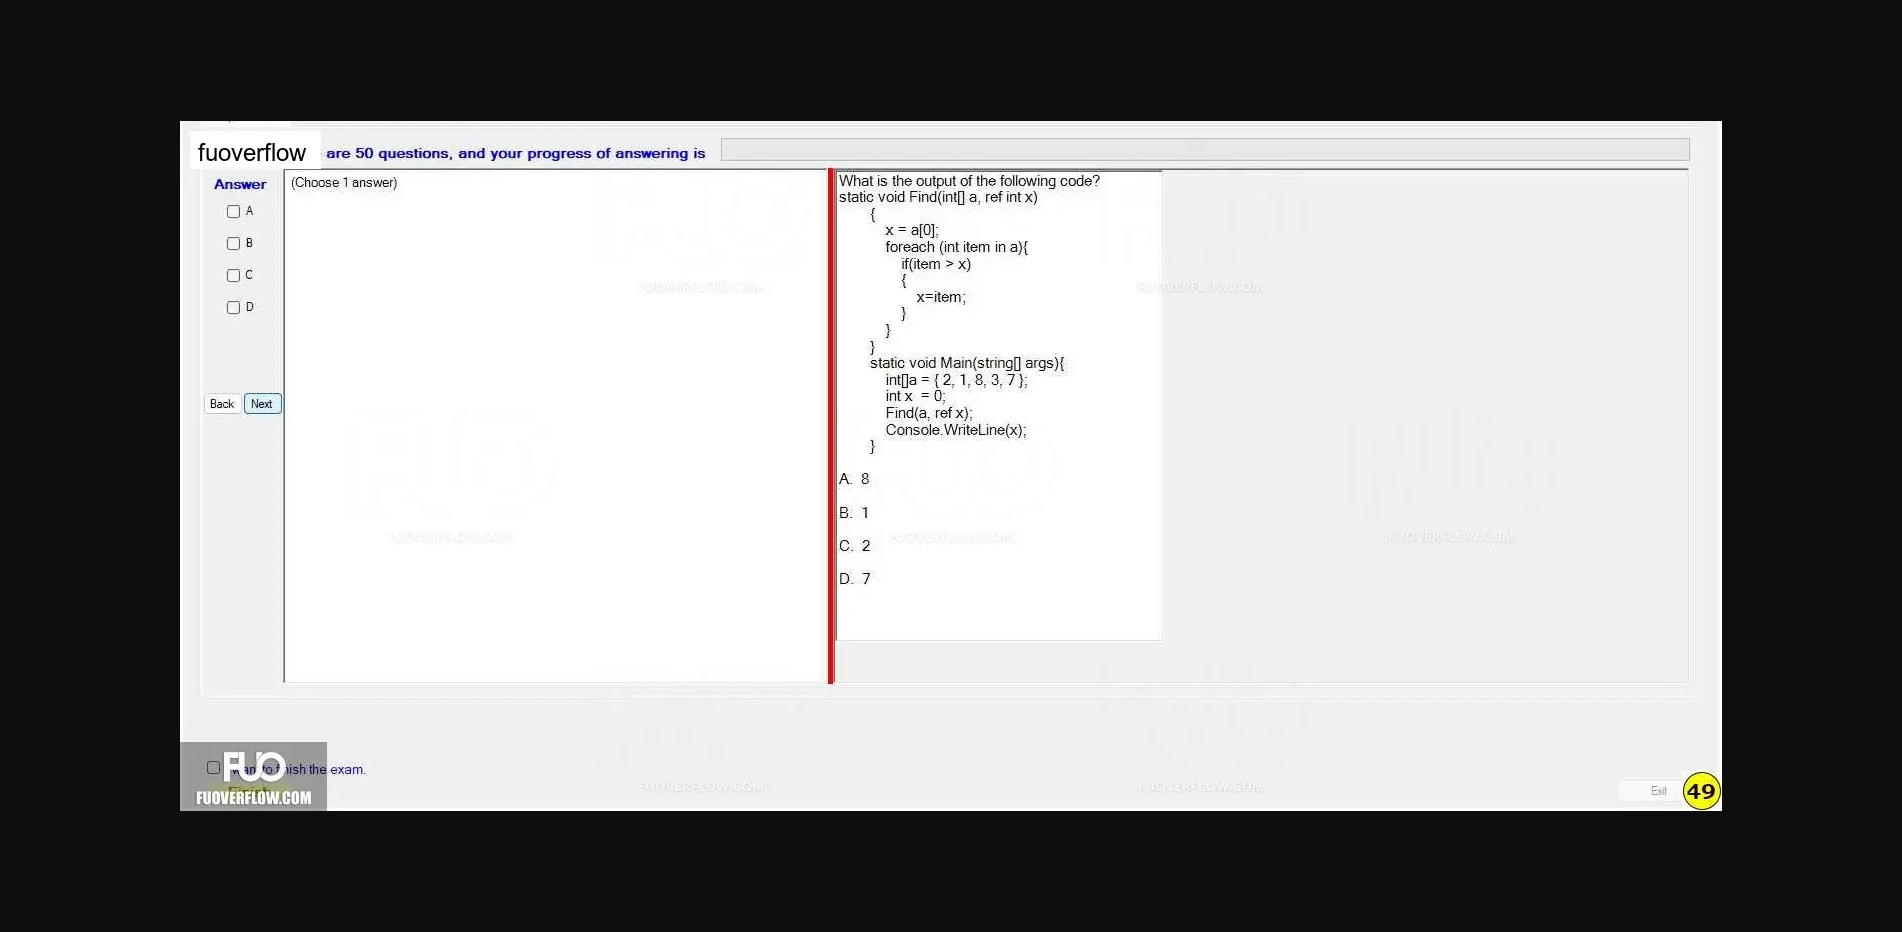 fuoverflow are 50 questions, and your progress of answering is
Answer
(Choose 1 answer)
A
B
C
D
Back Next
What is the output of the following code?
static void Find(int[] a, ref int x)
{
x = a[0];
foreach (int item in a){
if(item > x)
{
x=item;
}
}
}
static void Main(string[] args){
int[]a = { 2, 1, 8, 3, 7 };
int x = 0;
Find(a, ref x);
Console.WriteLine(x);
}
A. 8
B. 1
C. 2
D. 7
FUOVERFLOW.COM
FUOVERFLOW.COM
FUOVERFLOW.COM
FUOVERFLOW.COM
FUOVERFLOW.COM
FUO
want to finish the exam.
Finish
FUOVERFLOW.COM
FUOVERFLOW.COM
FUOVERFLOW.COM
Exit
49